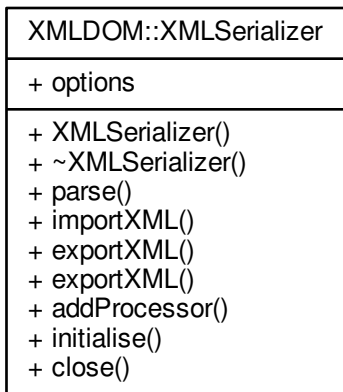 XMLDOM::XMLSerializer
+ options
+ XMLSerializer()
+ ~XMLSerializer()
+ parse()
+ importXML()
+ exportXML()
+ exportXML()
+ addProcessor()
+ initialise()
+ close()